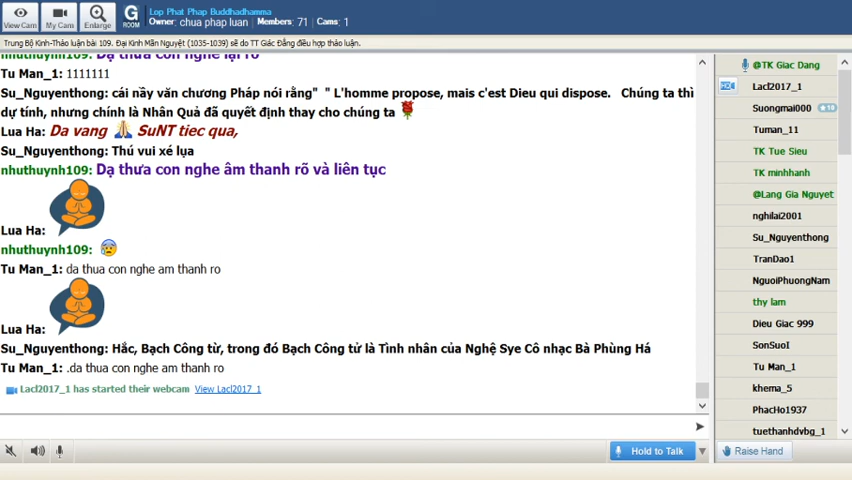 View Cam
My Cam
Enlarge
G
ROOM
Lop Phat Phap Buddhadhamma
Owner: chua phap luan Members: 71 Cams: 1
Trung Bộ Kinh-Thảo luận bài 109. Đại Kinh Mãn Nguyệt (1035-1039) sẽ do TT Giác Đẳng điều hợp thảo luận.
nhuthuynh109: Dạ thưa con nghe lại rõ
Tu Man_1: 1111111
Su_Nguyenthong: cái nầy văn chương Pháp nói rằng" " L'homme propose, mais c'est Dieu qui dispose. Chúng ta thì
dự tính, nhưng chính là Nhân Quả đã quyết định thay cho chúng ta
Lua Ha: Da vang SuNT tiec qua,
Su_Nguyenthong: Thú vui xé lụa
nhuthuynh109: Dạ thưa con nghe âm thanh rõ và liên tục
Lua Ha:
nhuthuynh109:
Tu Man_1: da thua con nghe am thanh ro
Lua Ha:
Su_Nguyenthong: Hắc, Bạch Công từ, trong đó Bạch Công tử là Tình nhân của Nghệ Sye Cô nhạc Bà Phùng Há
Tu Man_1: .da thua con nghe am thanh ro
Lacl2017_1 has started their webcam View Lacl2017_1
Hold to Talk
@TK Giac Dang
Lacl2017_1
Suongmai000
Tuman_11
TK Tue Sieu
TK minhhanh
@Lang Gia Nguyet
nghilai2001
Su_Nguyenthong
TranDao1
NguoiPhuongNam
thy lam
Dieu Giac 999
SonSuoI
Tu Man_1
khema_5
PhacHo1937
tuethanhdvbg_1
Raise Hand